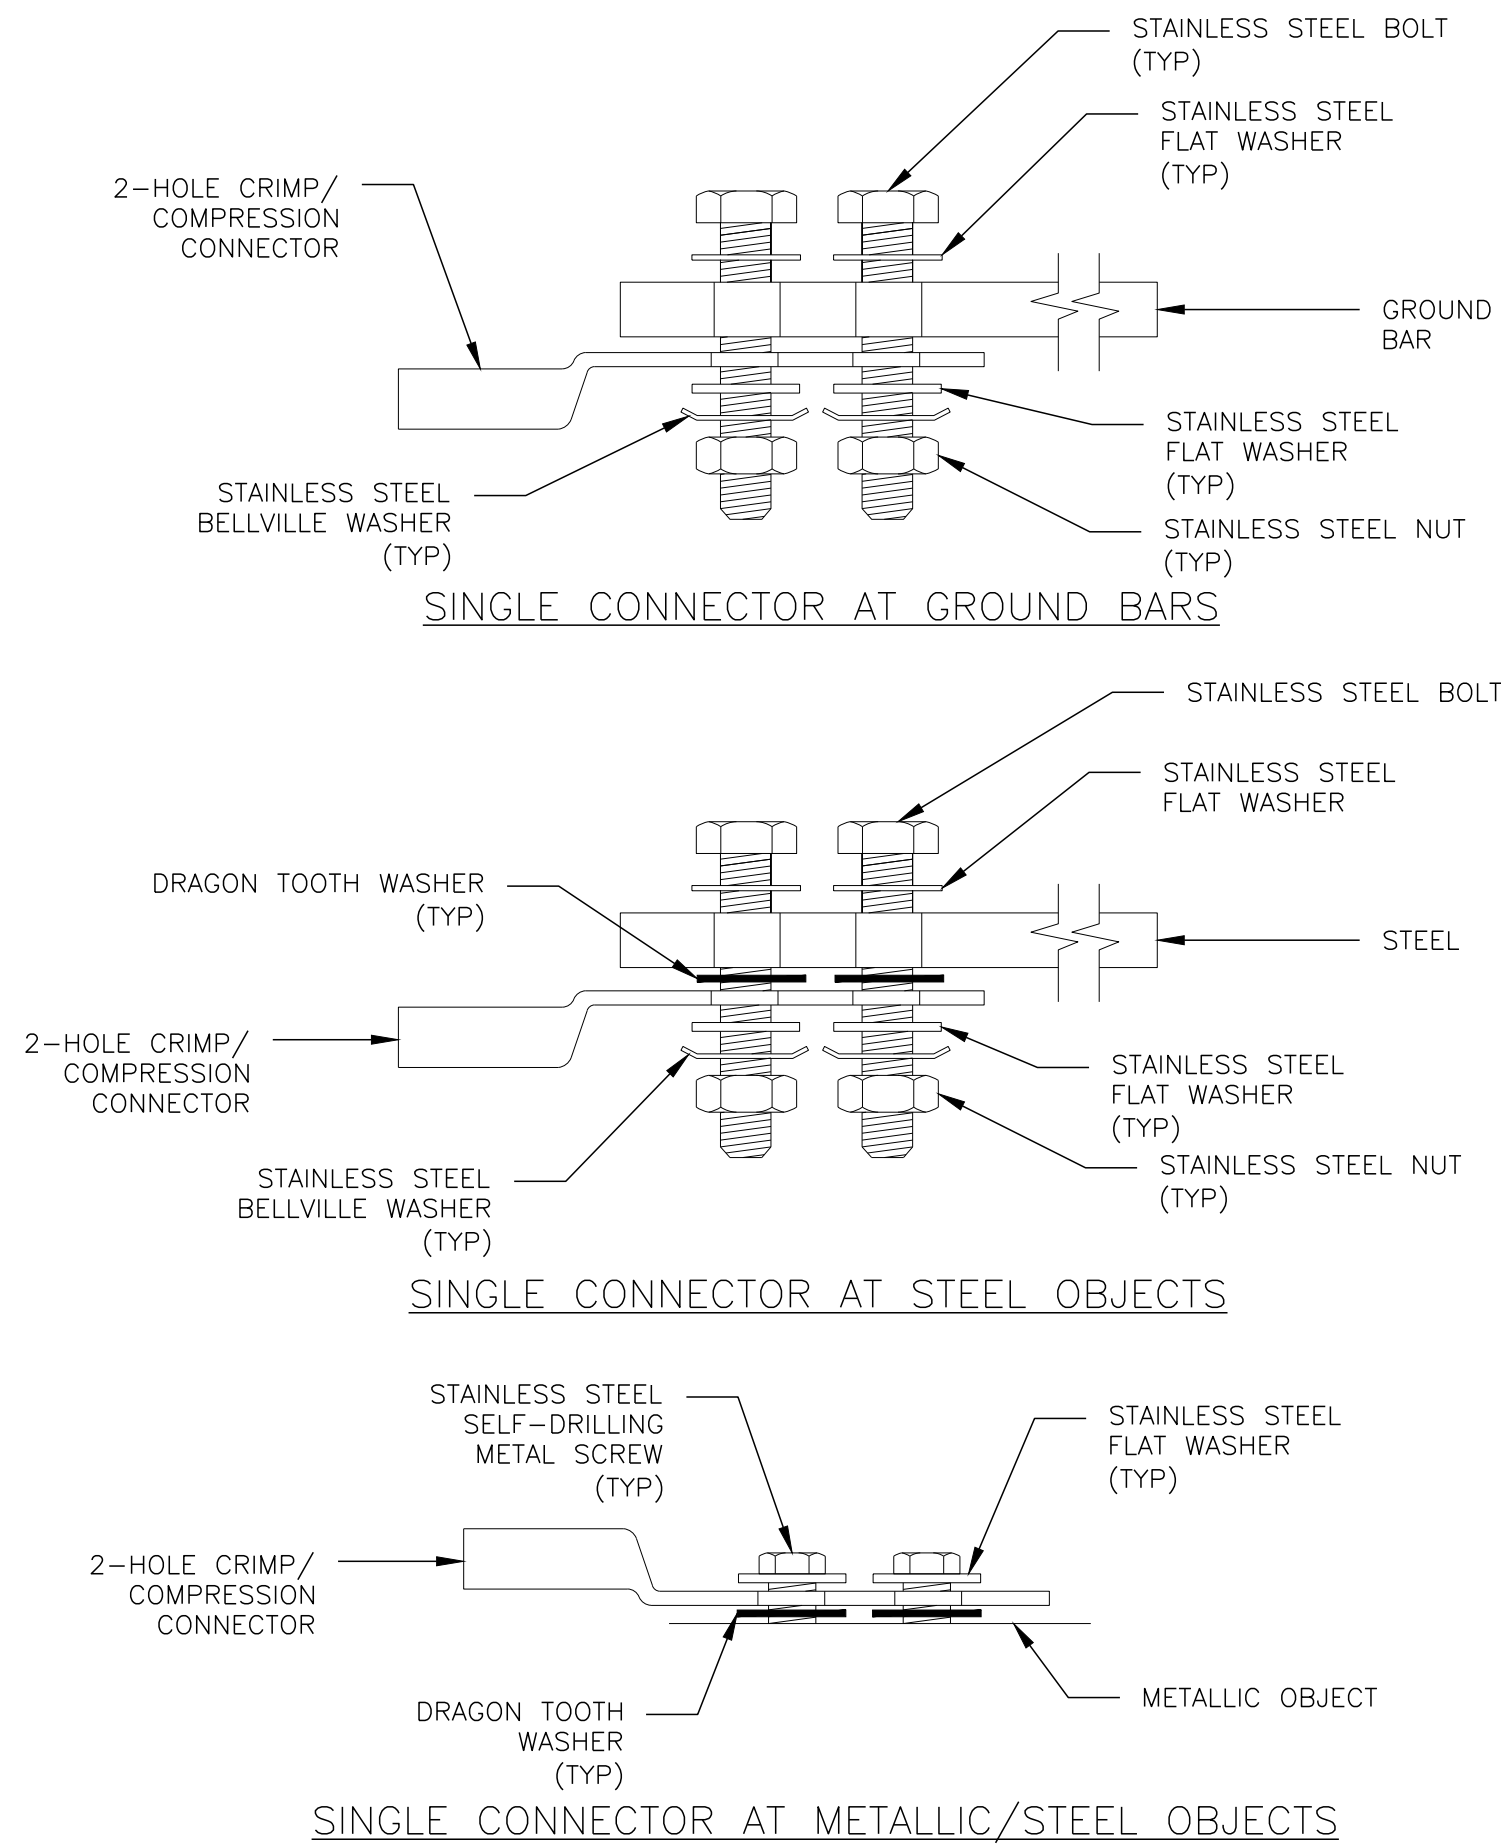 STAINLESS STEEL BOLT
(TYP)
STAINLESS STEEL
FLAT WASHER
(TYP)
2-HOLE CRIMP/
COMPRESSION
CONNECTOR
GROUND
BAR
STAINLESS STEEL
FLAT WASHER
(TYP)
STAINLESS STEEL
BELLVILLE WASHER
(TYP)
STAINLESS STEEL NUT
(TYP)
SINGLE CONNECTOR AT GROUND BARS
STAINLESS STEEL BOLT
STAINLESS STEEL
FLAT WASHER
DRAGON TOOTH WASHER
(TYP)
STEEL
2-HOLE CRIMP/
COMPRESSION
CONNECTOR
STAINLESS STEEL
FLAT WASHER
(TYP)
STAINLESS STEEL NUT
(TYP)
STAINLESS STEEL
BELLVILLE WASHER
(TYP)
SINGLE CONNECTOR AT STEEL OBJECTS
STAINLESS STEEL
SELF-DRILLING
METAL SCREW
(TYP)
STAINLESS STEEL
FLAT WASHER
(TYP)
2-HOLE CRIMP/
COMPRESSION
CONNECTOR
DRAGON TOOTH
WASHER
(TYP)
METALLIC OBJECT
SINGLE CONNECTOR AT METALLIC/STEEL OBJECTS